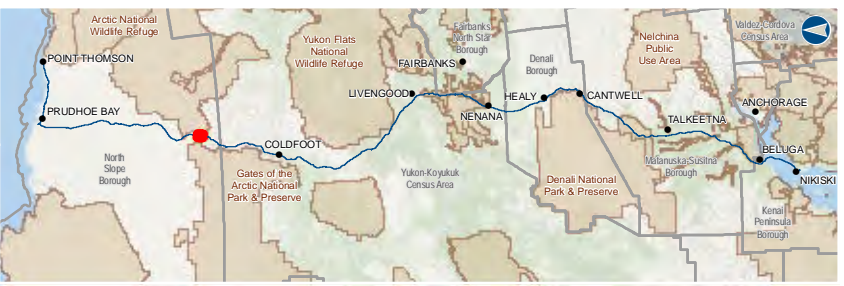 Arctic National
Wildlife Refuge
POINT THOMSON
PRUDHOE BAY
North
Slope
Borough
COLDFOOT
Gates of the
Arctic National
Park & Preserve
Yukon Flats
National
Wildlife Refuge
LIVENGOOD
FAIRBANKS
Fairbanks
North Star
Borough
NENANA
Yukon-Koyukuk
Census Area
Denali
Borough
HEALY
CANTWELL
Denali National
Park & Preserve
Nelchina
Public
Use Area
TALKEETNA
Matanuska-Susitna
Borough
Valdez-Cordova
Census Area
ANCHORAGE
BELUGA
NIKISKI
Kenai
Peninsula
Borough